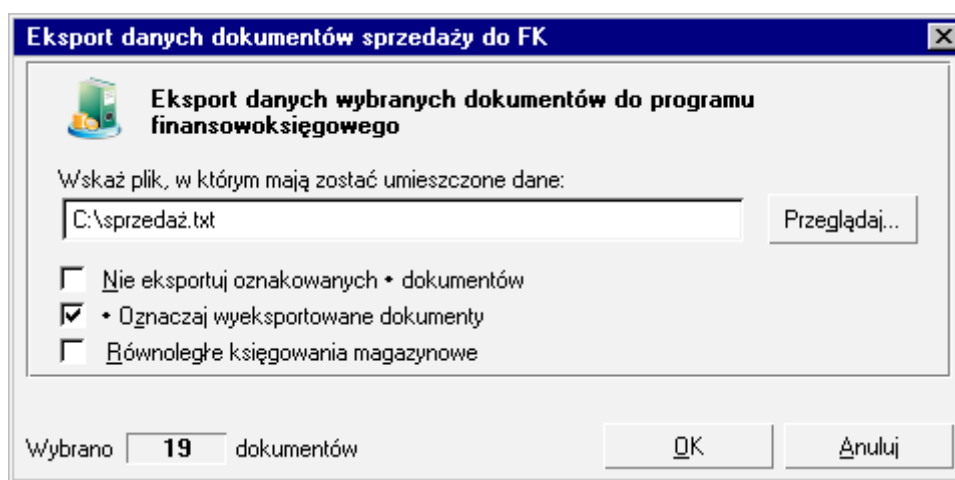 Eksport danych dokumentów sprzedaży do FK
Eksport danych wybranych dokumentów do programu
finansowoksięgowego
Wskaż plik, w którym mają zostać umieszczone dane:
C:\sprzedaż.txt
Przeglądaj...
Nie eksportuj oznakowanych • dokumentów
• Oznaczaj wyeksportowane dokumenty
Równoległe księgowania magazynowe
Wybrano 19 dokumentów
OK
Anuluj